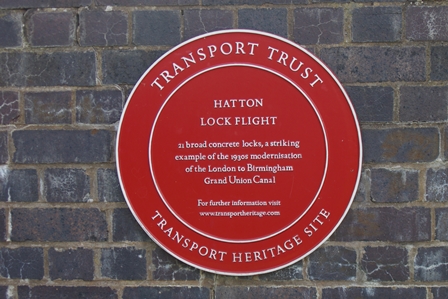 TRANSPORT TRUST
HATTON
LOCK FLIGHT
21 broad concrete locks, a striking
example of the 1930s modernisation
of the London to Birmingham
Grand Union Canal
For further information visit
www.transportheritage.com
TRANSPORT HERITAGE SITE